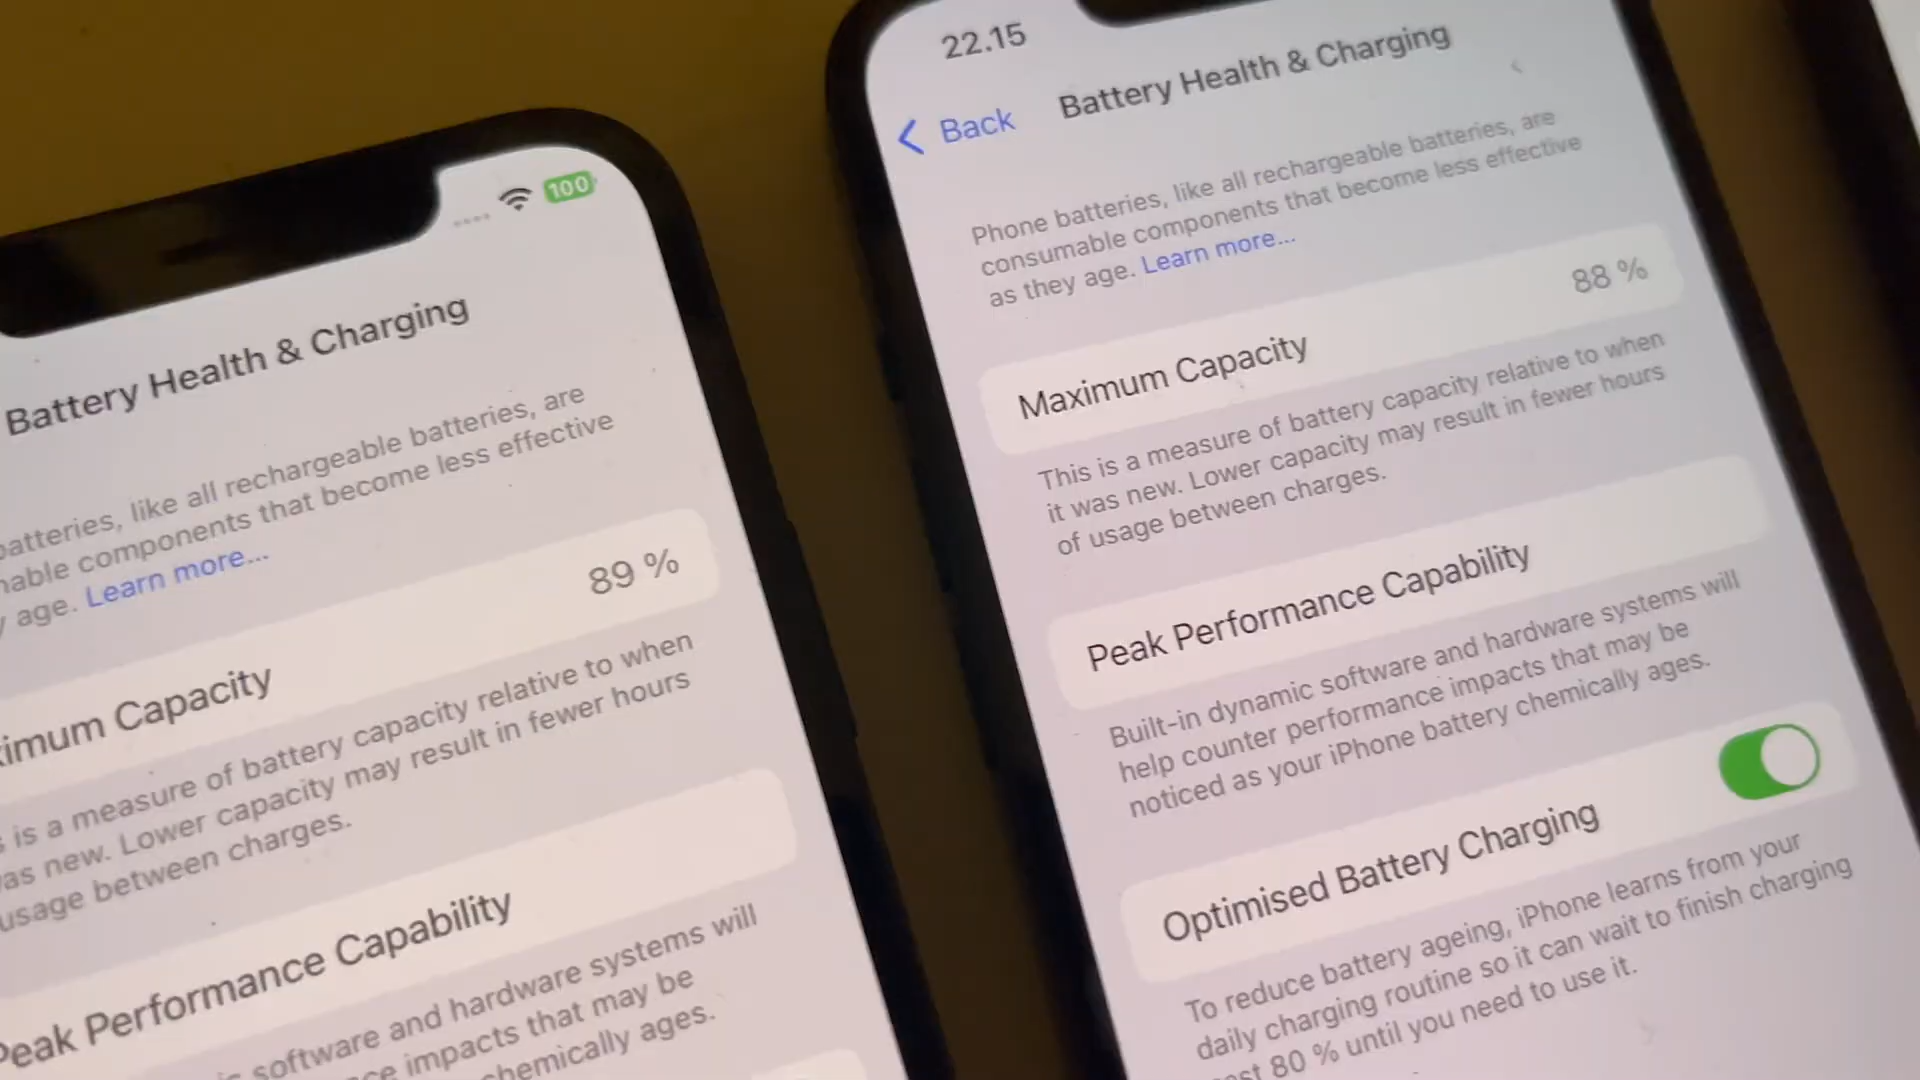 100
Battery Health & Charging
batteries, like all rechargeable batteries, are
components that become less effective
age. Learn more...
89 %
Capacity
is a measure of battery capacity relative to when
was new. Lower capacity may result in fewer hours
usage between charges.
Peak Performance Capability
software and hardware systems will
impacts that may be
chemically ages.
22.15
Back
Battery Health & Charging
Phone batteries, like all rechargeable batteries, are
consumable components that become less effective
as they age. Learn more...
Maximum Capacity 88 %
This is a measure of battery capacity relative to when
it was new. Lower capacity may result in fewer hours
of usage between charges.
Peak Performance Capability
Built-in dynamic software and hardware systems will
help counter performance impacts that may be
noticed as your iPhone battery chemically ages.
Optimised Battery Charging
To reduce battery ageing, iPhone learns from your
daily charging routine so it can wait to finish charging
80 % until you need to use it.